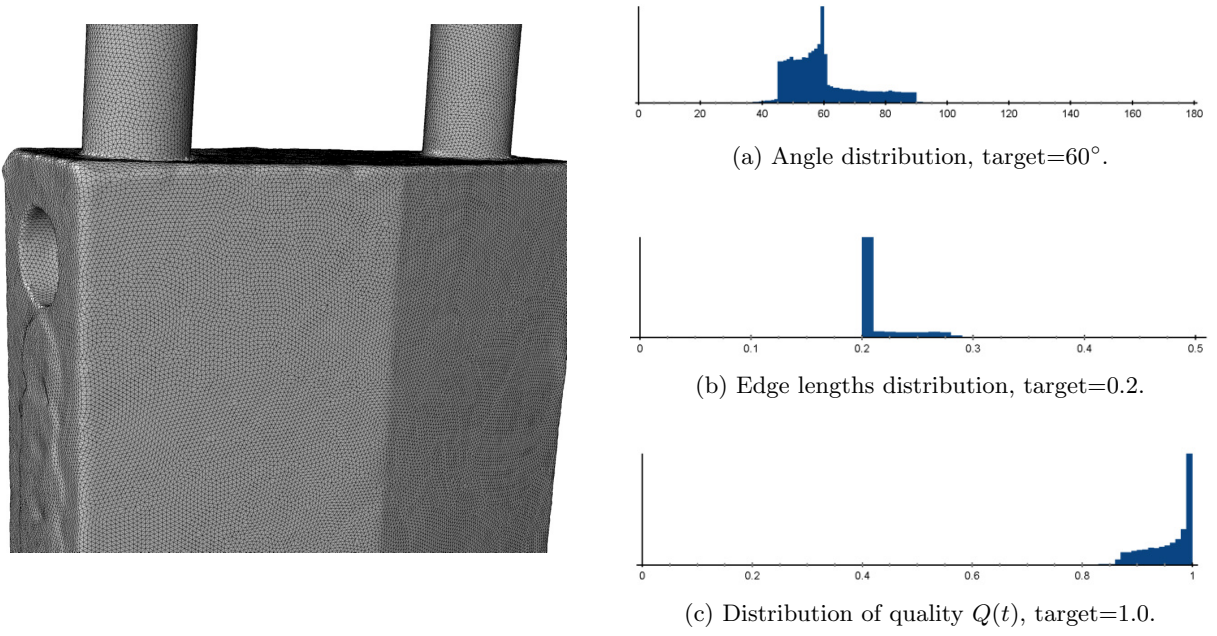 0 20 40 60 80 100 120 140 160 180
(a) Angle distribution, target=60°.
0 0.1 0.2 0.3 0.4 0.5
(b) Edge lengths distribution, target=0.2.
0 0.2 0.4 0.6 0.8 1
(c) Distribution of quality Q(t), target=1.0.